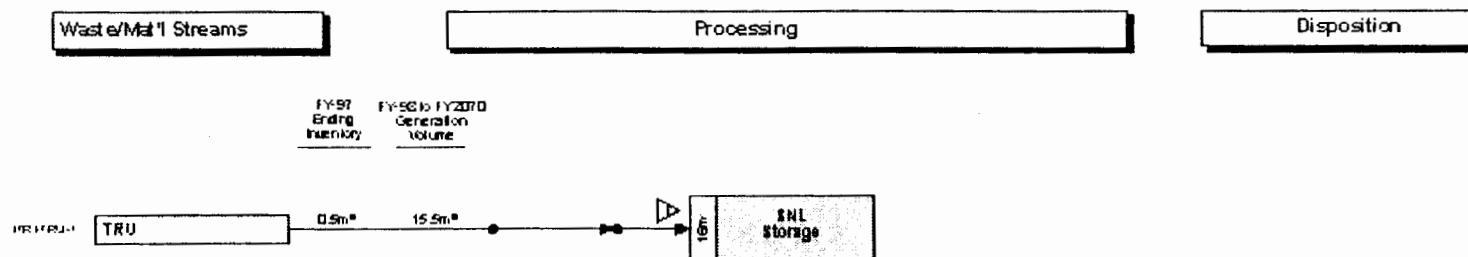 Waste/Mat'l Streams
Processing
Disposition
FY-97
Ending
Inventory
FY-98 to FY2070
Generation
Volume
TRU
0.5m³
15.5m³
16m³
SNL
Storage